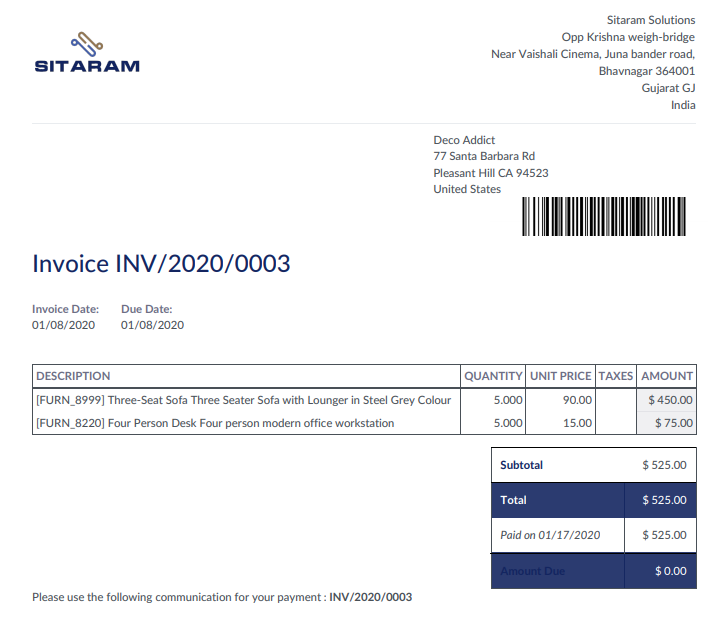 SITARAM
Sitaram Solutions
Opp Krishna weigh-bridge
Near Vaishali Cinema, Juna bander road,
Bhavnagar 364001
Gujarat GJ
India
Deco Addict
77 Santa Barbara Rd
Pleasant Hill CA 94523
United States
Invoice INV/2020/0003
Invoice Date: Due Date:
01/08/2020 01/08/2020
DESCRIPTION QUANTITY UNIT PRICE TAXES AMOUNT
[FURN_8999] Three-Seat Sofa Three Seater Sofa with Lounger in Steel Grey Colour 5.000 90.00 $ 450.00
[FURN_8220] Four Person Desk Four person modern office workstation 5.000 15.00 $ 75.00
Subtotal $ 525.00
Total $ 525.00
Paid on 01/17/2020 $ 525.00
Amount Due $ 0.00
Please use the following communication for your payment : INV/2020/0003